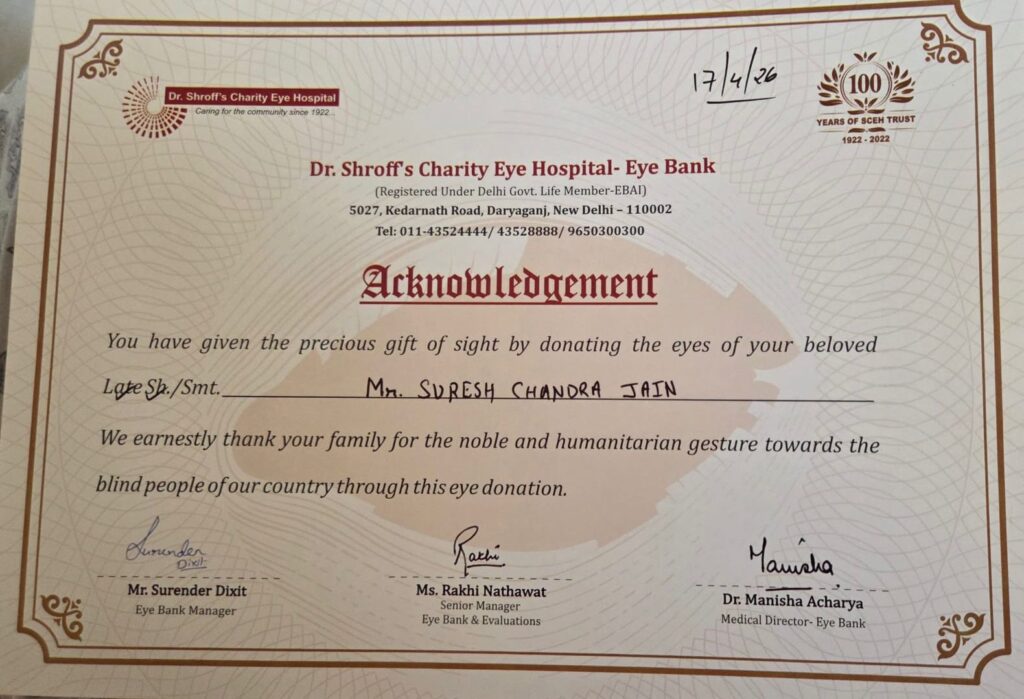 17/4/26
Dr. Shroff's Charity Eye Hospital
Caring for the community since 1922...
100
YEARS OF SCEH TRUST
1922 - 2022
Dr. Shroff's Charity Eye Hospital- Eye Bank
(Registered Under Delhi Govt. Life Member-EBAI)
5027, Kedarnath Road, Daryaganj, New Delhi – 110002
Tel: 011-43524444/ 43528888/ 9650300300
Acknowledgement
You have given the precious gift of sight by donating the eyes of your beloved
Late Sh./Smt. Mr. SURESH CHANDRA JAIN
We earnestly thank your family for the noble and humanitarian gesture towards the
blind people of our country through this eye donation.
Surender Dixit
Rakhi
Manisha
Mr. Surender Dixit
Eye Bank Manager
Ms. Rakhi Nathawat
Senior Manager
Eye Bank & Evaluations
Dr. Manisha Acharya
Medical Director- Eye Bank